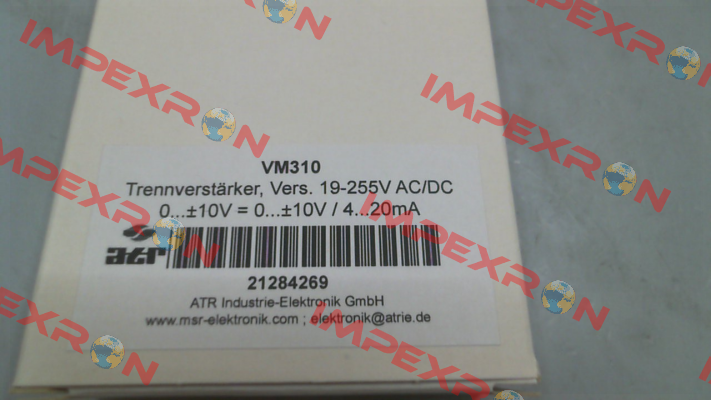 VM310
Trennverstärker, Vers. 19-255V AC/DC
0...±10V = 0...±10V / 4...20mA
atr
21284269
ATR Industrie-Elektronik GmbH
www.msr-elektronik.com ; elektronik@atrie.de
IMPEXRON
IMPEXRON
IMPEXRON
IMPEXRON
IMPEXRON